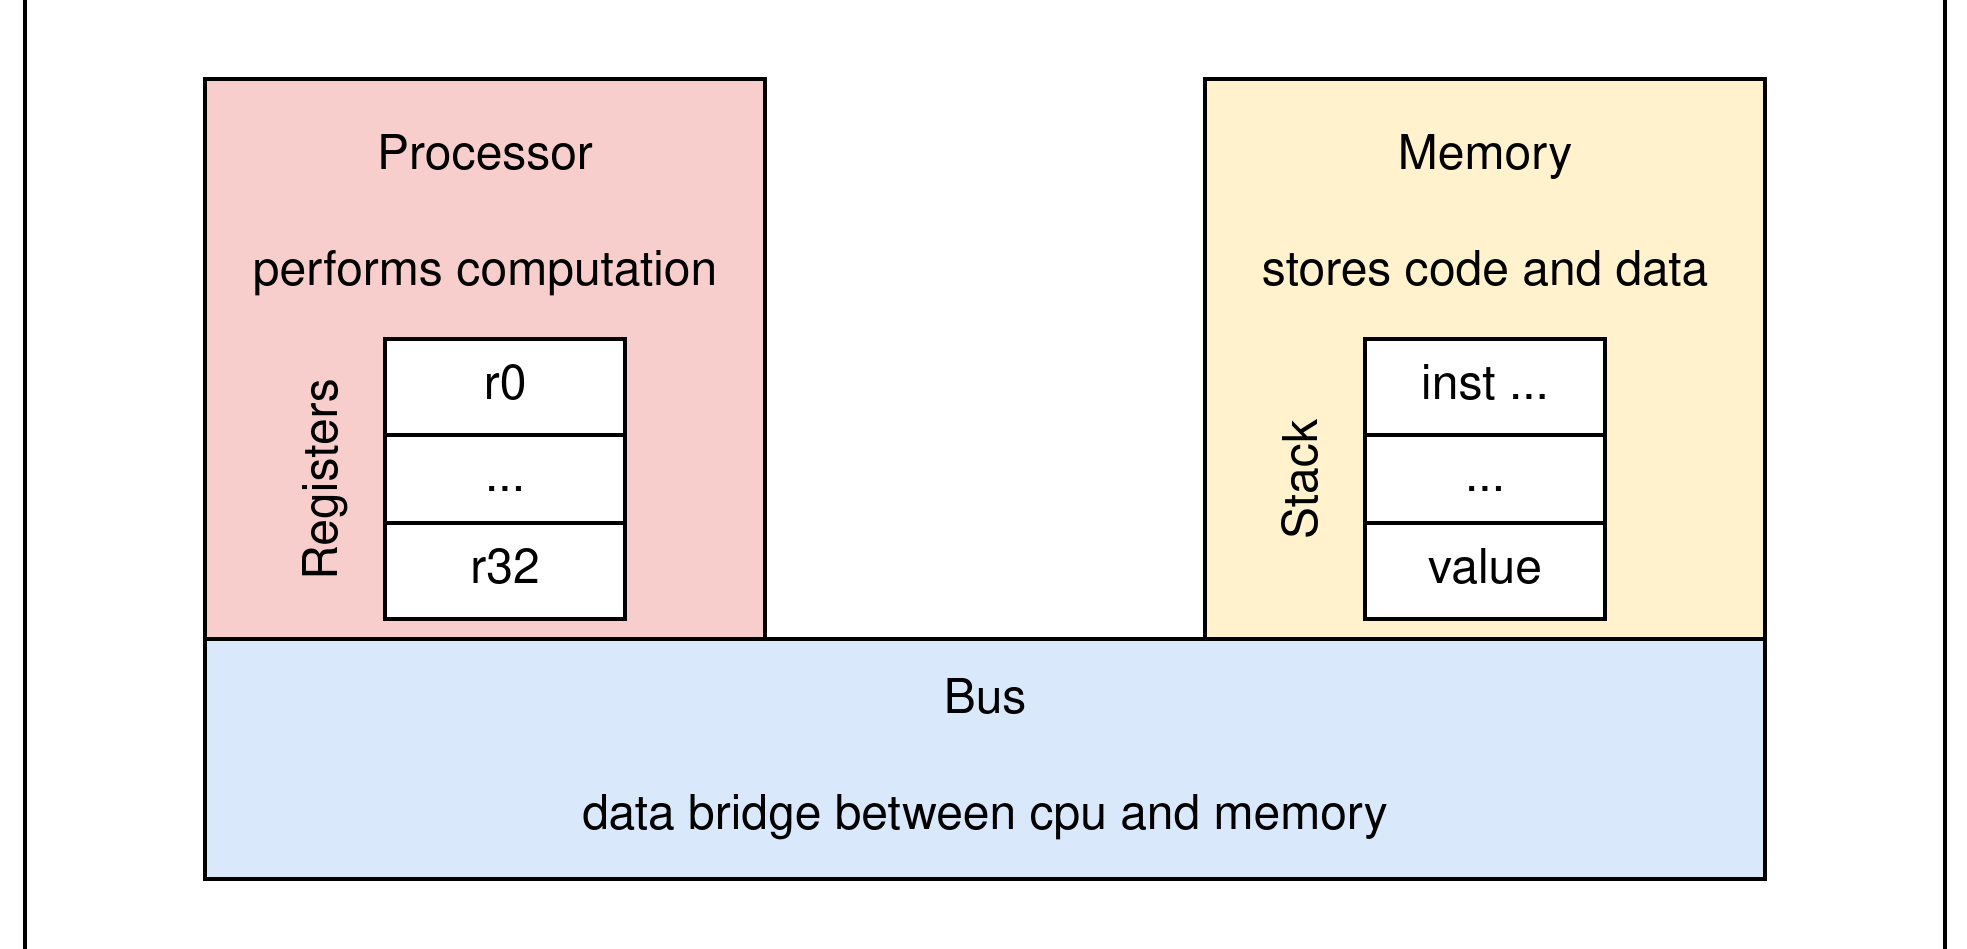 Processor
performs computation
Registers
r0
...
r32
Memory
stores code and data
Stack
inst ...
...
value
Bus
data bridge between cpu and memory